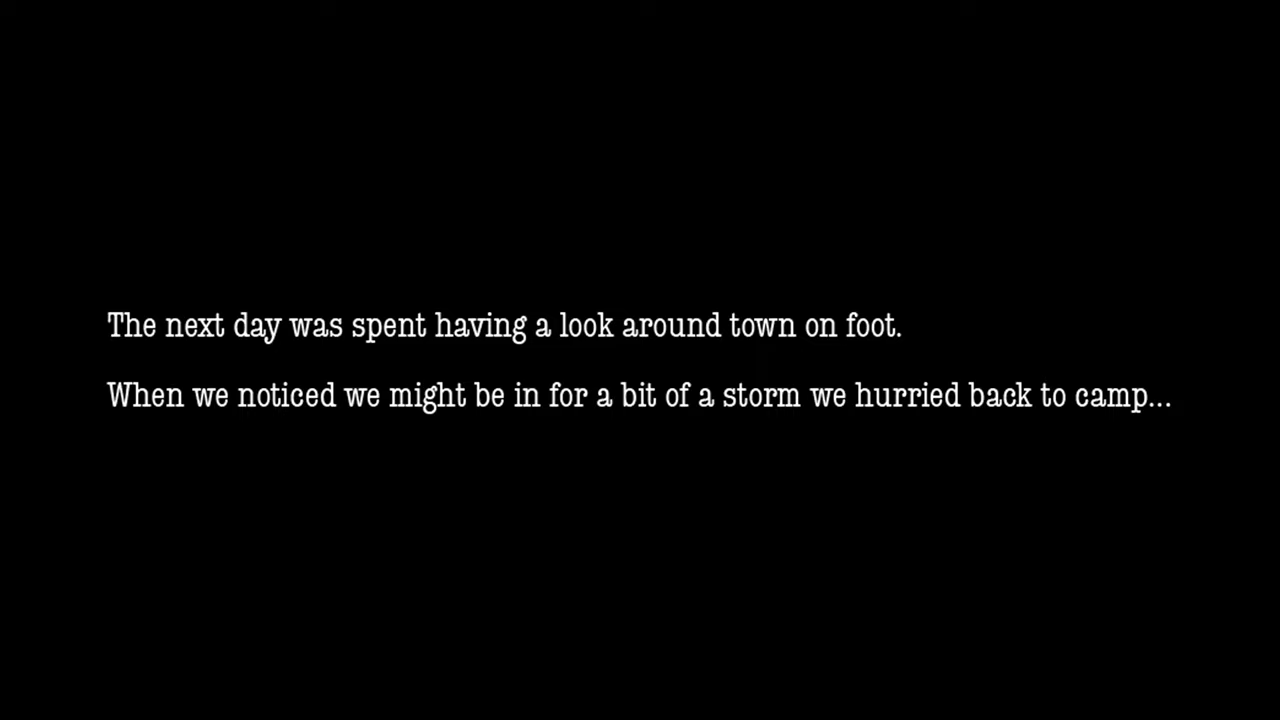 The next day was spent having a look around town on foot.
When we noticed we might be in for a bit of a storm we hurried back to camp...